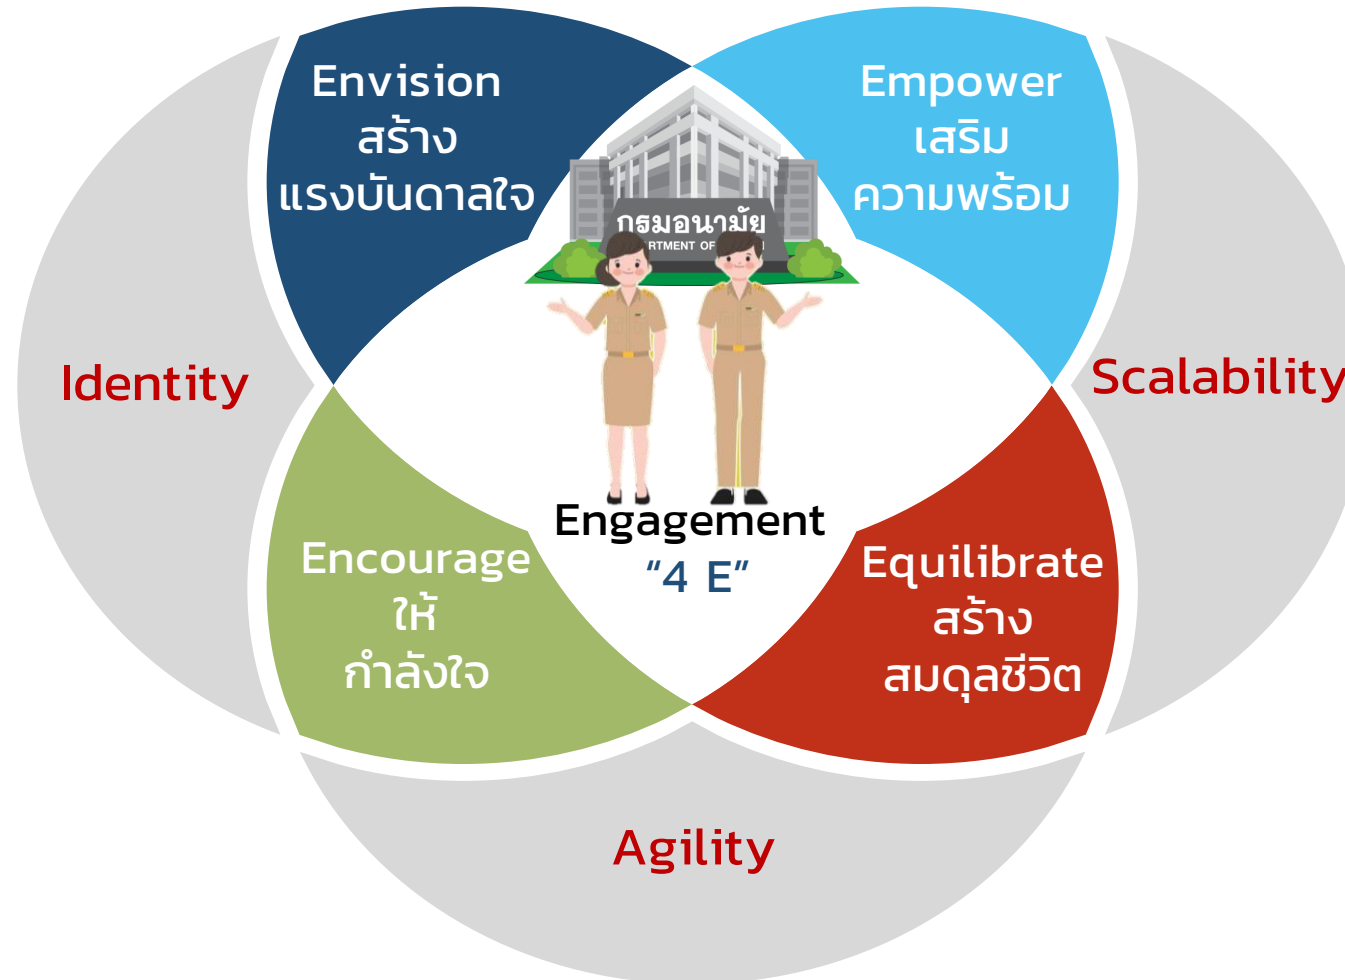 Envision
สร้าง
แรงบันดาลใจ
Empower
เสริม
ความพร้อม
กรมอนามัย
OF
Identity
Scalability
Engagement
“4 E”
Encourage
ให้
กำลังใจ
Equilibrate
สร้าง
สมดุลชีวิต
Agility